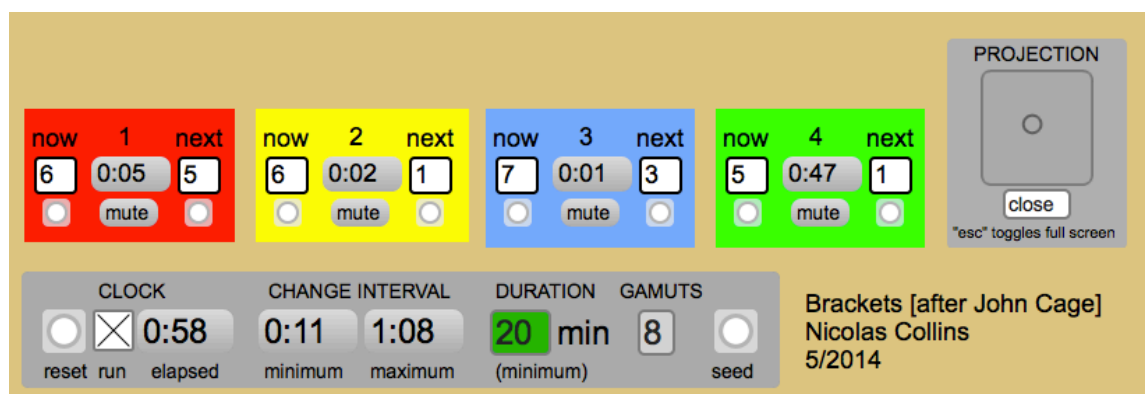 PROJECTION
close
"esc" toggles full screen
now 1 next
6 0:05 5
mute
now 2 next
6 0:02 1
mute
now 3 next
7 0:01 3
mute
now 4 next
5 0:47 1
mute
CLOCK
0:58
reset run elapsed
CHANGE INTERVAL
0:11 1:08
minimum maximum
DURATION
20 min
(minimum)
GAMUTS
8
seed
Brackets [after John Cage]
Nicolas Collins
5/2014